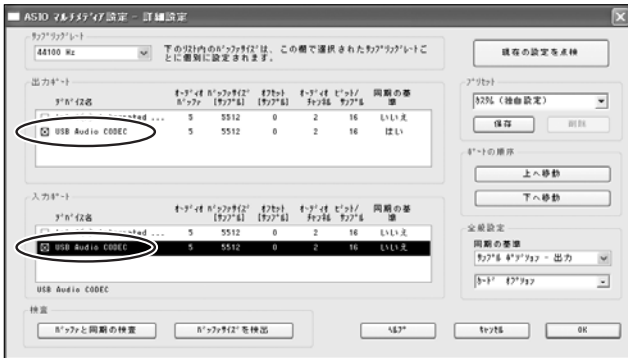 ASIO マルチメディア設定 - 詳細設定
サンプリングレート
44100 Hz
下のリスト内のバッファサイズは、この欄で選択されたサンプリングレートごとに個別に設定されます。
現在の設定を点検
出力ポート
デバイス名 オーディオバッファ バッファサイズ[サンプル] オフセット[サンプル] オーディオチャンネル ビット/サンプル 同期の基準
... 5 5512 0 2 16 いいえ
USB Audio CODEC 5 5512 0 2 16 はい
プリセット
カスタム (独自設定)
保存 削除
ポートの順序
上へ移動
下へ移動
入力ポート
デバイス名 オーディオバッファ バッファサイズ[サンプル] オフセット[サンプル] オーディオチャンネル ビット/サンプル 同期の基準
... 5 5512 0 2 16 いいえ
USB Audio CODEC 5 5512 0 2 16 いいえ
USB Audio CODEC
全般設定
同期の基準
サンプル ポジション - 出力
カード オプション
検査
バッファと同期の検査 バッファサイズを検出
ヘルプ キャンセル OK